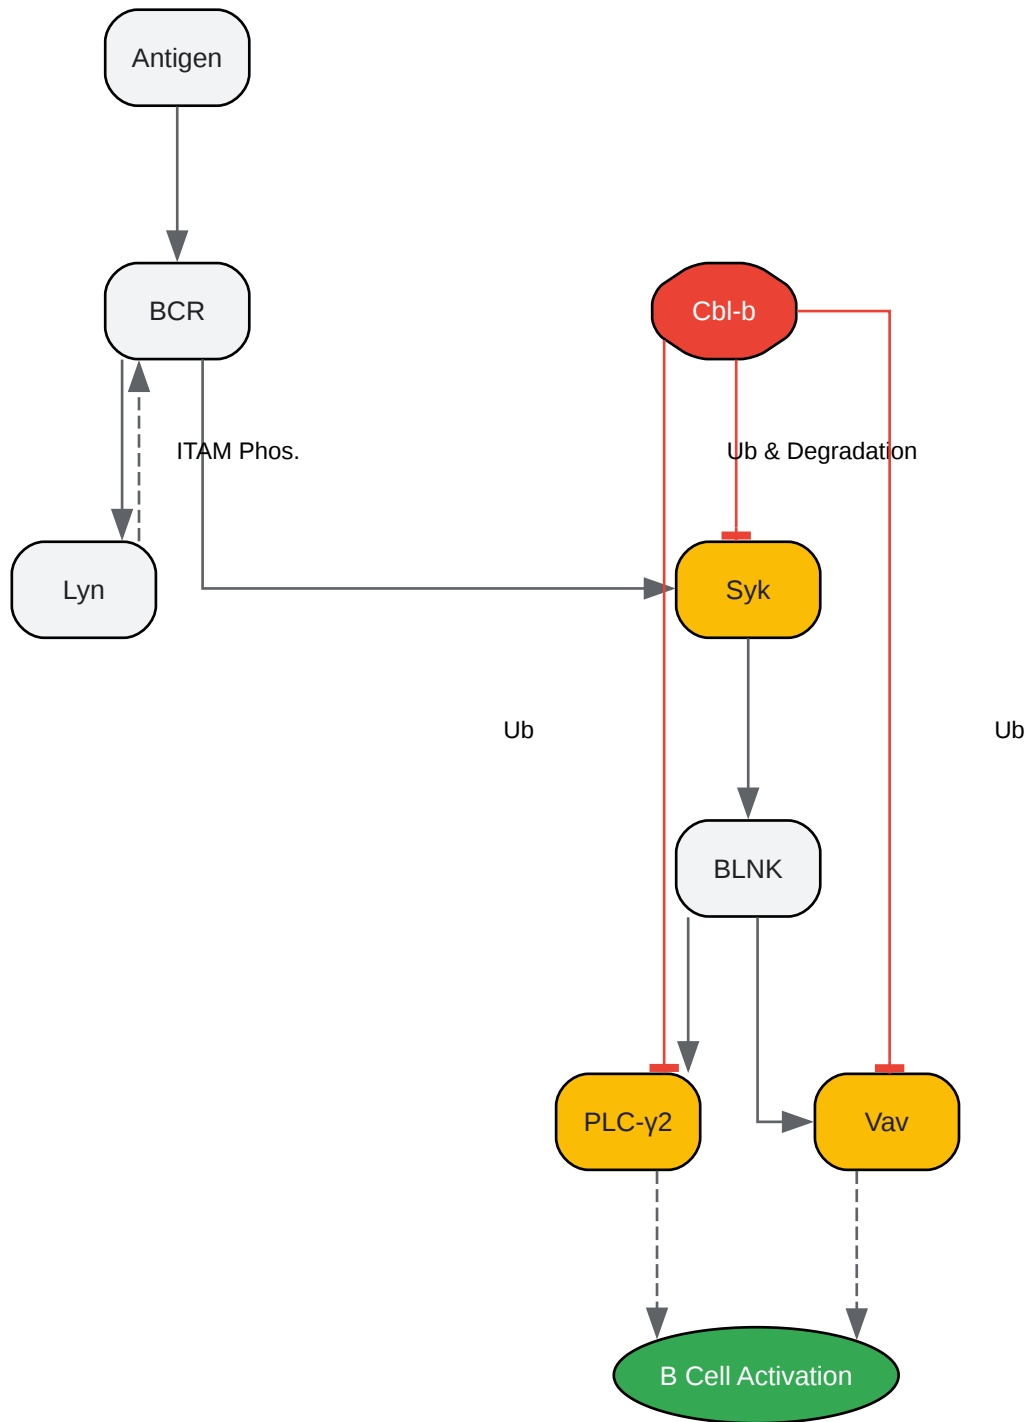 Antigen
BCR
Cbl-b
ITAM Phos.
Ub & Degradation
Lyn
Syk
Ub
Ub
BLNK
PLC-γ2
Vav
B Cell Activation